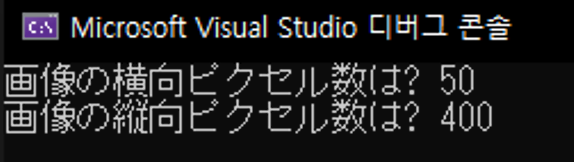 Microsoft Visual Studio 디버그 콘솔
画像の横向ピクセル数は? 50
画像の縦向ピクセル数は? 400